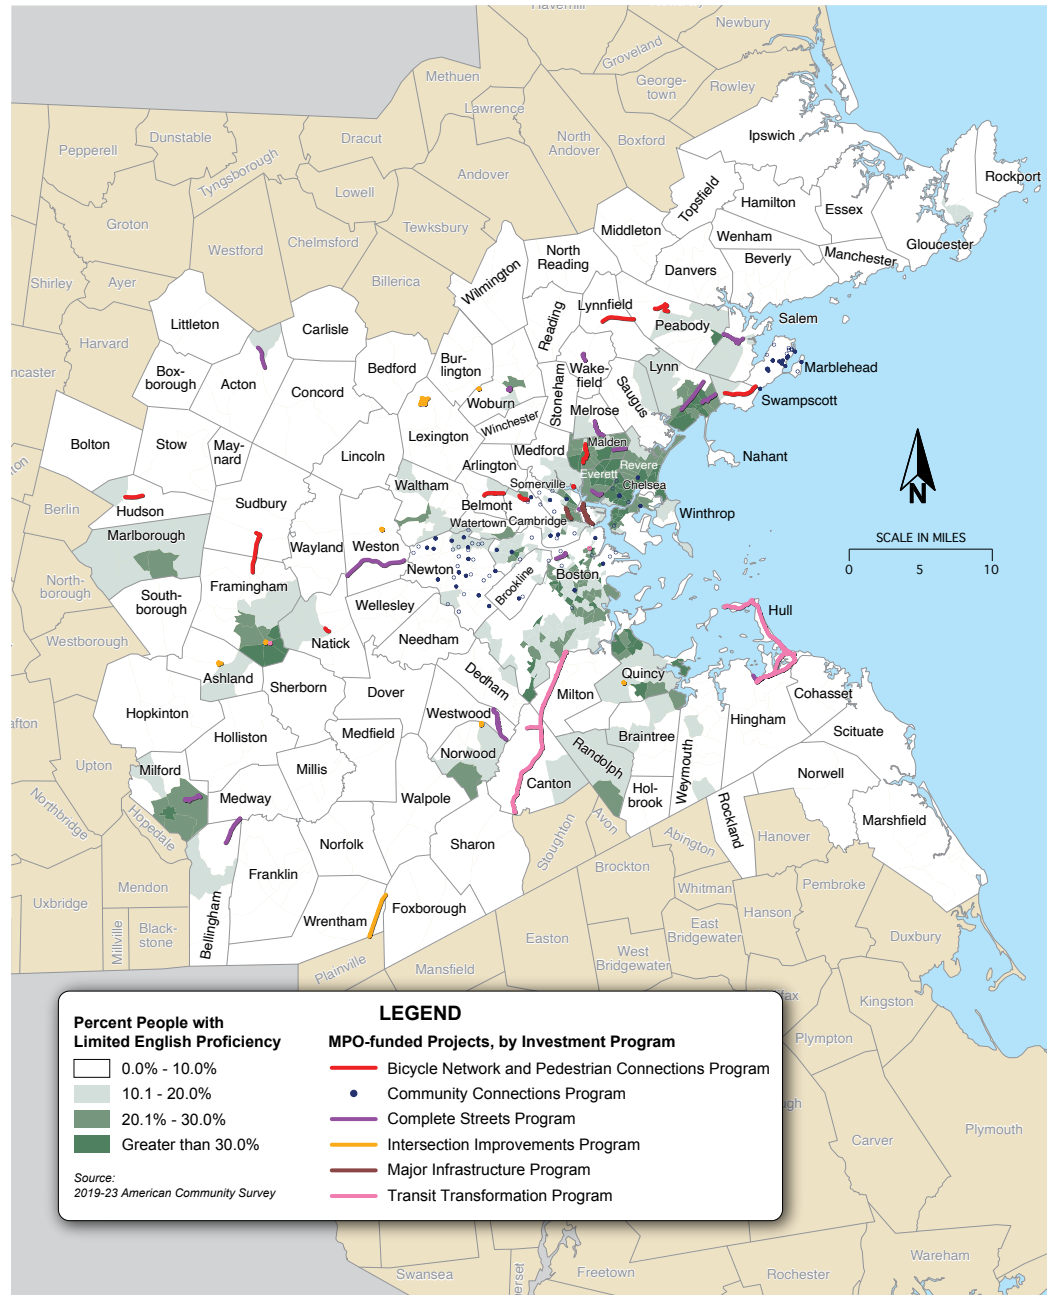 Haverhill
Newbury
Groveland
Methuen
George-
town
Rowley
Lawrence
Pepperell
Dunstable
Dracut
North
Andover
Boxford
Ipswich
Tyngsborough
Andover
Lowell
Topsfield
Rockport
Hamilton
Essex
Groton
Westford
Chelmsford
Tewksbury
Middleton
Wenham
Gloucester
North
Reading
Beverly
Manchester
Shirley
Ayer
Billerica
Wilmington
Danvers
Littleton
Carlisle
Reading
Lynnfield
Peabody
Salem
Harvard
ncaster
Box-
borough
Acton
Concord
Bedford
Bur-
lington
Wake-
field
Lynn
Marblehead
Stoneham
Saugus
Woburn
Swampscott
Melrose
Winchester
Bolton
Stow
May-
nard
Lexington
Medford
Malden
Lincoln
Arlington
Everett
Revere
Nahant
ton
Waltham
Somerville
Chelsea
Berlin
Hudson
Sudbury
Belmont
Winthrop
Watertown
Cambridge
Marlborough
Wayland
Weston
N
SCALE IN MILES
0
5
10
North-
borough
Framingham
Newton
Brookline
Boston
South-
borough
Wellesley
Hull
Westborough
Natick
Needham
Ashland
Sherborn
Dover
Dedham
Milton
Quincy
Cohasset
Hopkinton
Westwood
Hingham
Scituate
afton
Holliston
Medfield
Norwood
Randolph
Braintree
Weymouth
Upton
Milford
Millis
Canton
Hol-
brook
Norwell
Northbridge
Hopedale
Medway
Walpole
Avon
Rockland
Marshfield
Stoughton
Abington
Hanover
Norfolk
Sharon
Brockton
Mendon
Franklin
Whitman
Pembroke
Uxbridge
Millville
Black-
stone
Bellingham
Wrentham
Foxborough
Hanson
East
Bridgewater
Duxbury
Easton
West
Bridgewater
Plainville
Mansfield
fax
Kingston
Plympton
Plymouth
Carver
gh
LEGEND
Percent People with
Limited English Proficiency
0.0% - 10.0%
10.1 - 20.0%
20.1% - 30.0%
Greater than 30.0%
Source:
2019-23 American Community Survey
MPO-funded Projects, by Investment Program
Bicycle Network and Pedestrian Connections Program
Community Connections Program
Complete Streets Program
Intersection Improvements Program
Major Infrastructure Program
Transit Transformation Program
Swansea
erset
Freetown
Rochester
Wareham